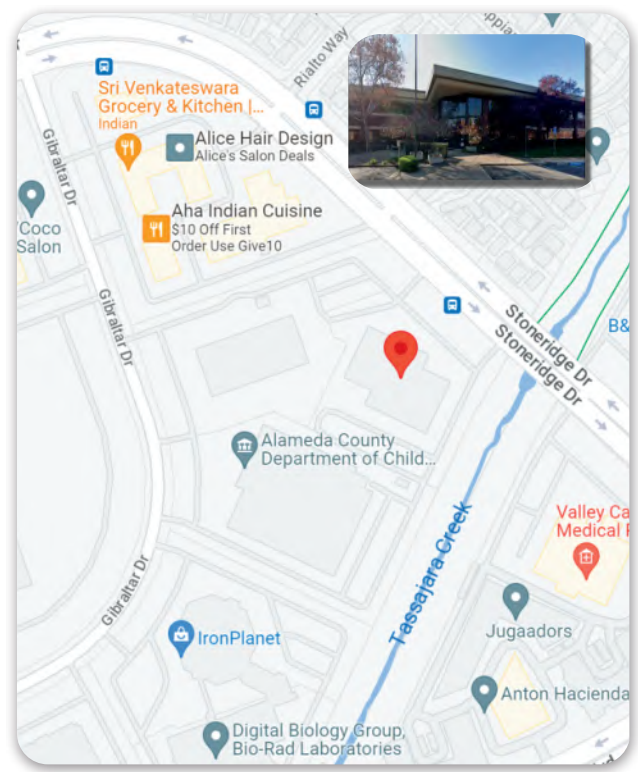 Rialto Way
Sri Venkateswara
Grocery & Kitchen |...
Indian
Alice Hair Design
Alice's Salon Deals
Gibraltar Dr
Aha Indian Cuisine
$10 Off First
Order Use Give10
Coco
Salon
Gibraltar Dr
Stoneridge Dr
Stoneridge Dr
B&
Alameda County
Department of Child...
Valley Ca
Medical
Tassajara Creek
Gibraltar Dr
IronPlanet
Jugaadors
Anton Hacienda
Digital Biology Group,
Bio-Rad Laboratories